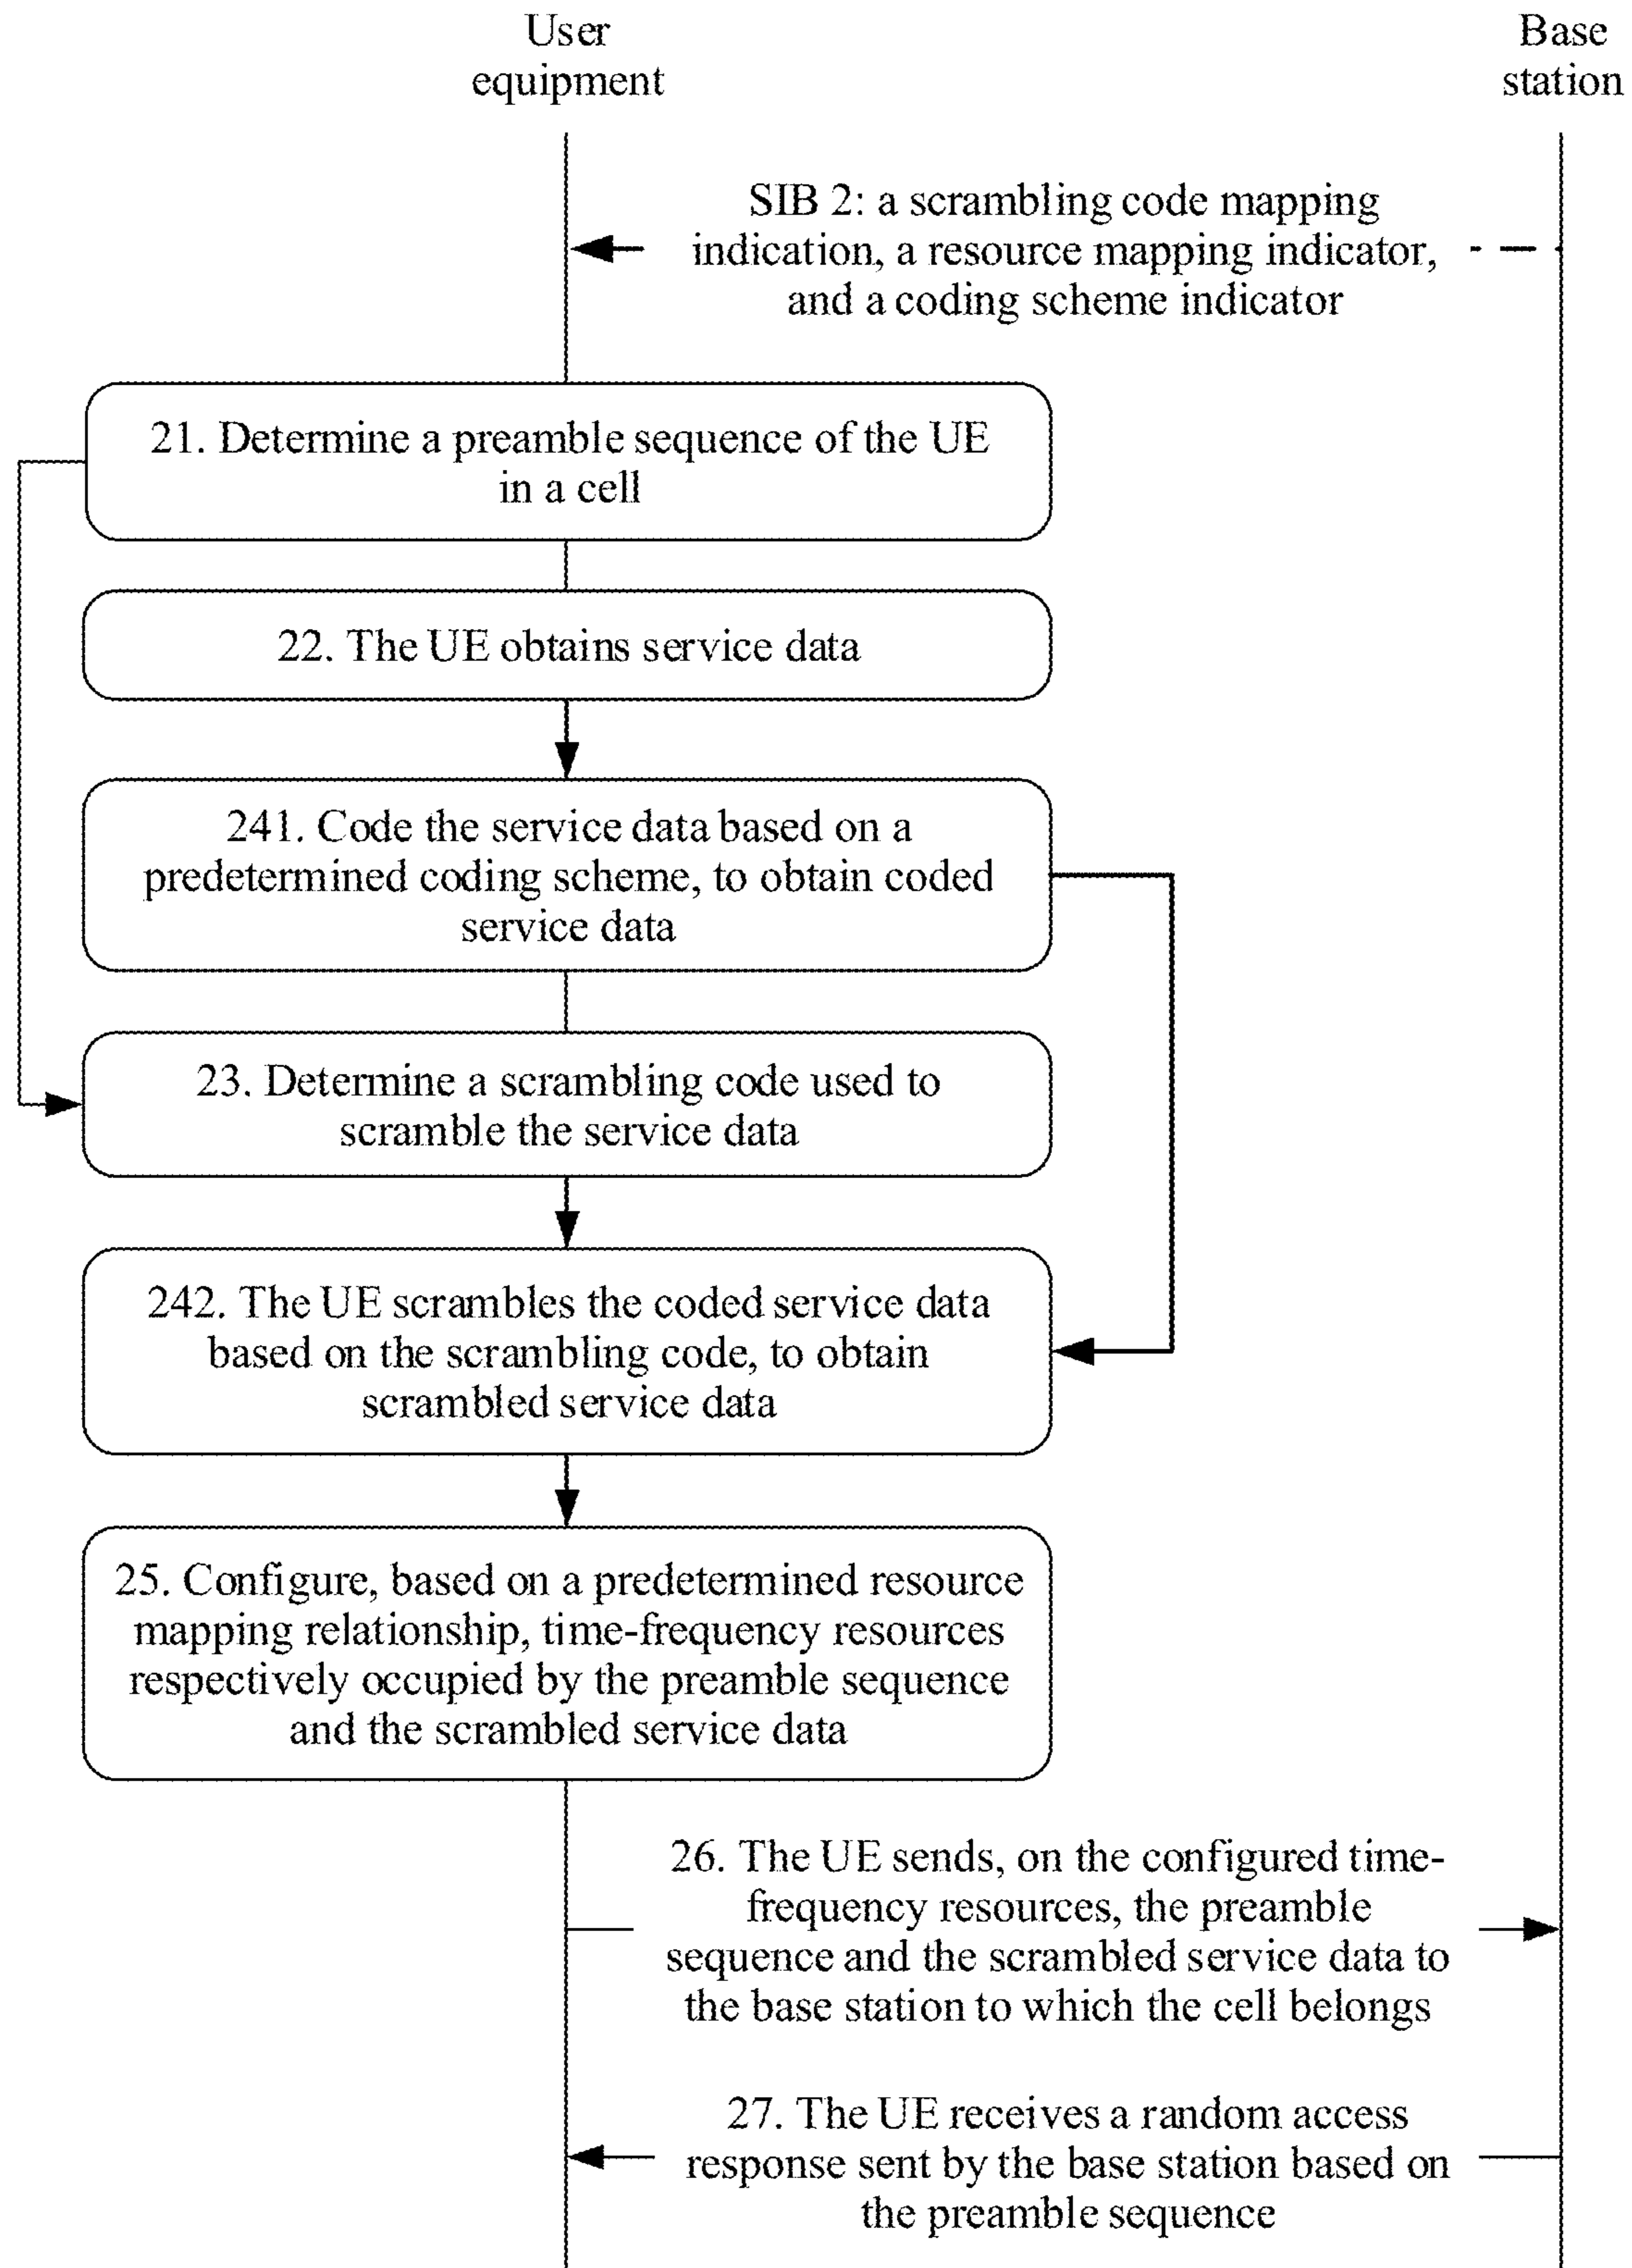 User
equipment
Base
station
SIB 2: a scrambling code mapping
indication, a resource mapping indicator,
and a coding scheme indicator
21. Determine a preamble sequence of the UE
in a cell
22. The UE obtains service data
241. Code the service data based on a
predetermined coding scheme, to obtain coded
service data
23. Determine a scrambling code used to
scramble the service data
242. The UE scrambles the coded service data
based on the scrambling code, to obtain
scrambled service data
25. Configure, based on a predetermined resource
mapping relationship, time-frequency resources
respectively occupied by the preamble sequence
and the scrambled service data
26. The UE sends, on the configured time-
frequency resources, the preamble
sequence and the scrambled service data to
the base station to which the cell belongs
27. The UE receives a random access
response sent by the base station based on
the preamble sequence